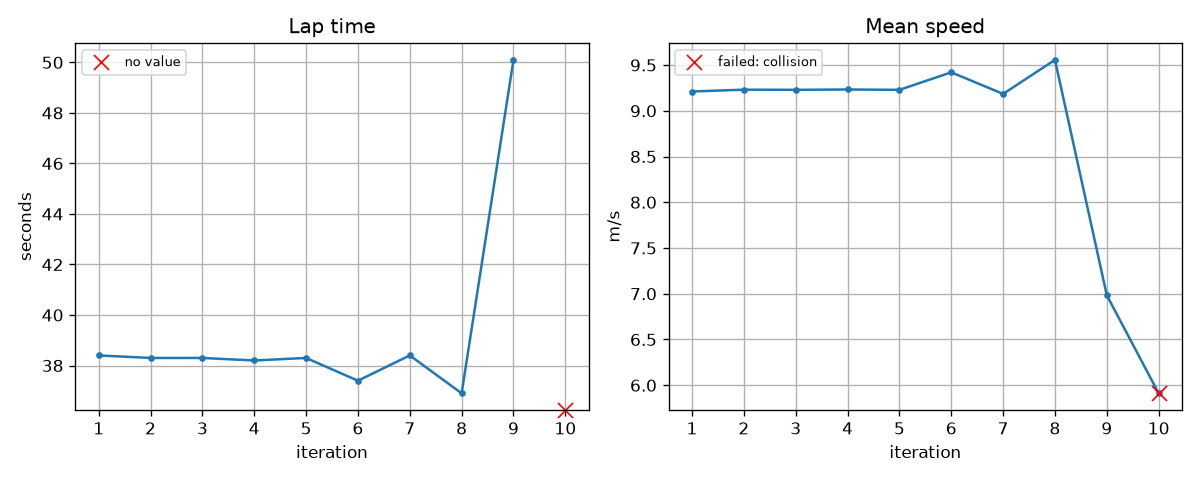 Lap time
no value
50
48
46
44
42
40
38
seconds
1 2 3 4 5 6 7 8 9 10
iteration
Mean speed
failed: collision
9.5
9.0
8.5
8.0
7.5
7.0
6.5
6.0
m/s
1 2 3 4 5 6 7 8 9 10
iteration